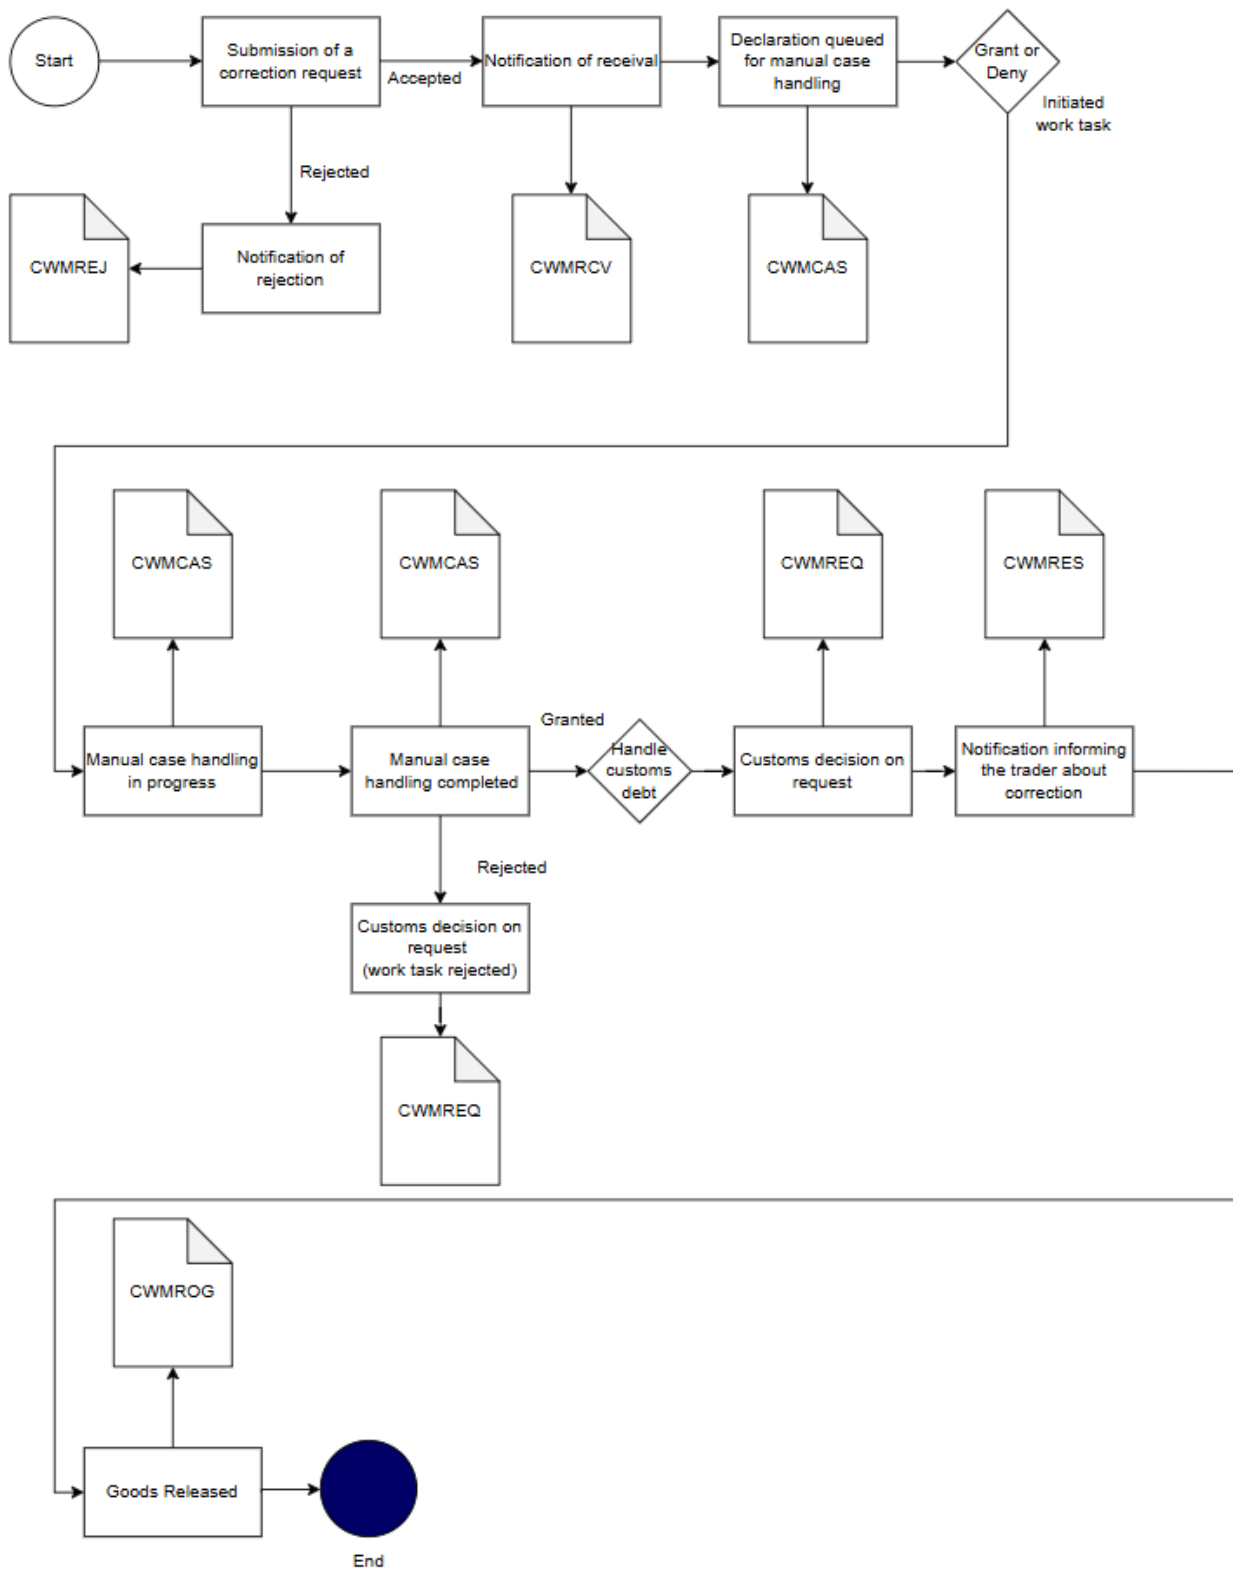 Start
Submission of a
correction request
Accepted
Notification of receival
Declaration queued
for manual case
handling
Grant or
Deny
Initiated
work task
Rejected
CWMREJ
Notification of
rejection
CWMRCV
CWMCAS
CWMCAS
CWMCAS
CWMREQ
CWMRES
Manual case handling
in progress
Manual case
handling completed
Granted
Handle
customs
debt
Customs decision on
request
Notification informing
the trader about
correction
Rejected
Customs decision on
request
(work task rejected)
CWMREQ
CWMROG
Goods Released
End